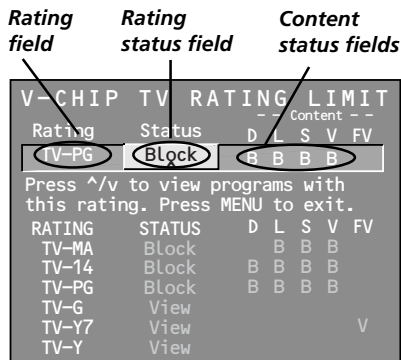 Rating field
Rating status field
Content status fields
V-CHIP TV RATING LIMIT
- - Content - -
Rating Status D L S V FV
TV-PG Block B B B B
Press ^/v to view programs with
this rating. Press MENU to exit.
RATING STATUS D L S V FV
TV-MA Block B B B
TV-14 Block B B B B
TV-PG Block B B B B
TV-G View
TV-Y7 View V
TV-Y View